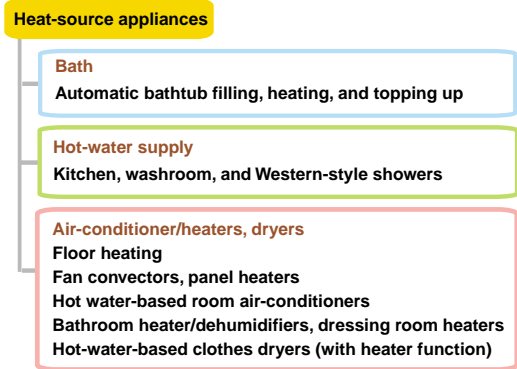 Heat-source appliances
Bath
Automatic bathtub filling, heating, and topping up
Hot-water supply
Kitchen, washroom, and Western-style showers
Air-conditioner/heaters, dryers
Floor heating
Fan convectors, panel heaters
Hot water-based room air-conditioners
Bathroom heater/dehumidifiers, dressing room heaters
Hot-water-based clothes dryers (with heater function)